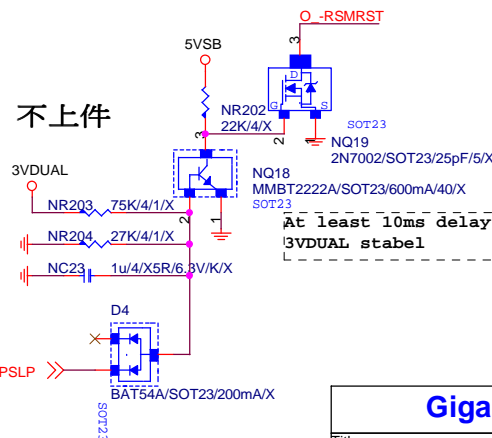 O_-RSMRST
5VSB
3
D
G
S
NR202
22K/4/X
2
1
SOT23
NQ19
2N7002/SOT23/25pF/5/X
不上件
3
NQ18
MMBT2222A/SOT23/600mA/40/X
SOT23
3VDUAL
NR203
75K/4/1/X
2
1
NR204
27K/4/1/X
At least 10ms delay
3VDUAL stabel
NC23
1u/4/X5R/6.3V/K/X
D4
PSLP
BAT54A/SOT23/200mA/X
SOT23
Giga